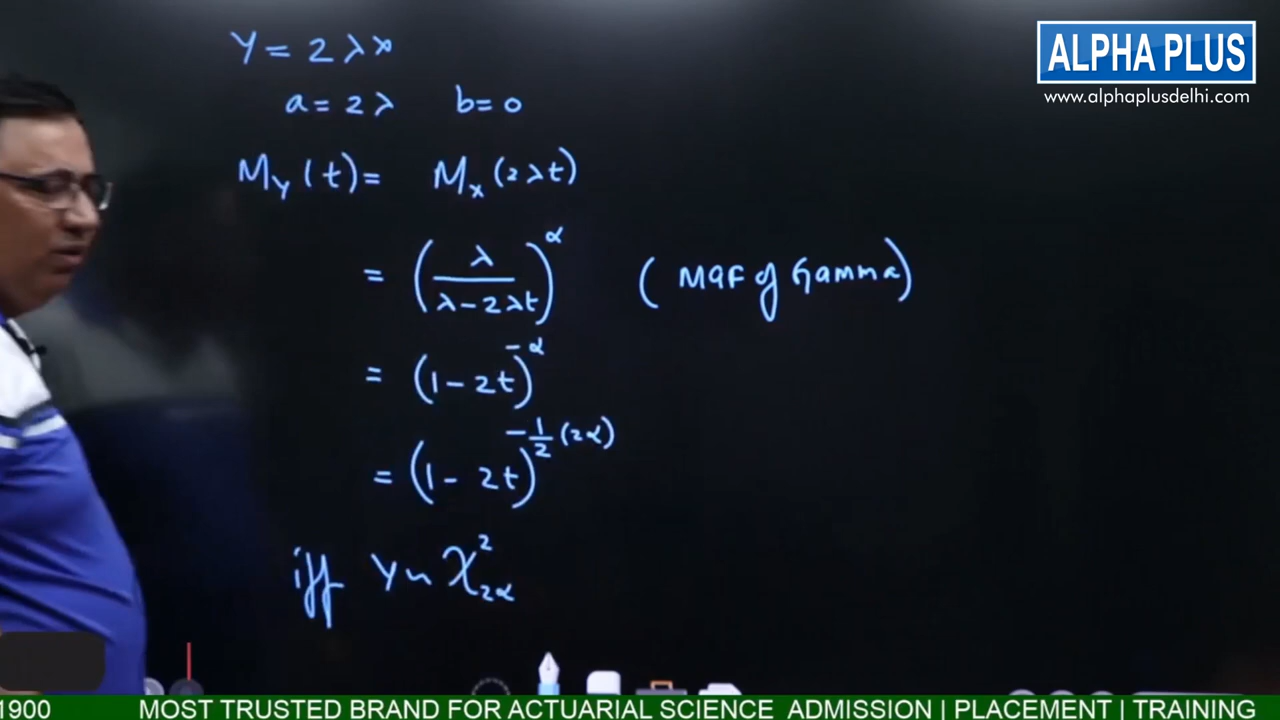 Y = 2λx
a = 2λ b = 0
M_Y(t) = M_x(2λt)
= (λ/(λ - 2λt))^α (MGF of Gamma)
= (1 - 2t)^-α
= (1 - 2t)^-1/2 (2α)
iff Y ~ χ²_2α
ALPHA PLUS
www.alphaplusdelhi.com
1900 MOST TRUSTED BRAND FOR ACTUARIAL SCIENCE ADMISSION | PLACEMENT | TRAINING